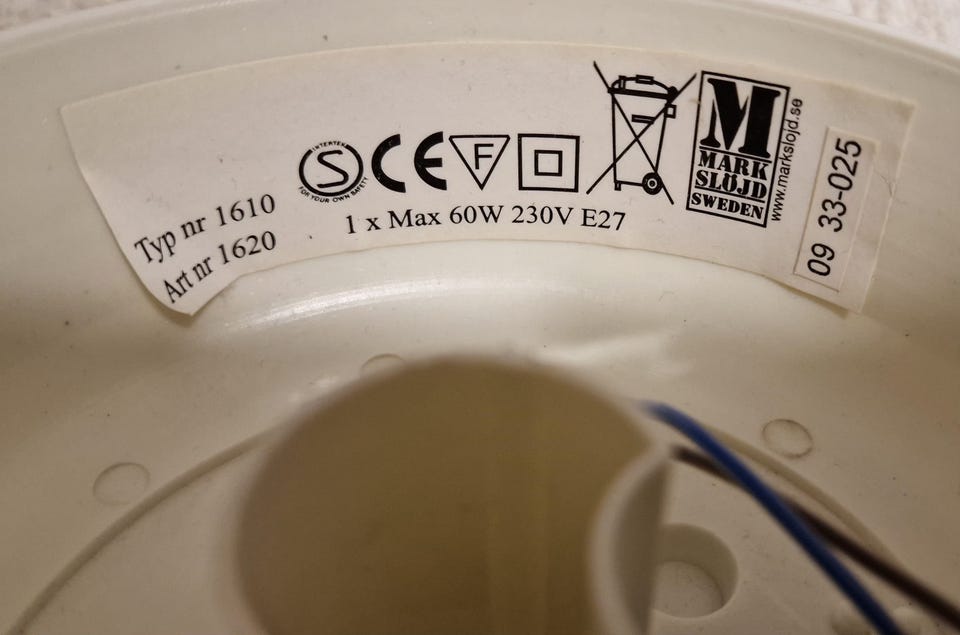 Typ nr 1610
Art nr 1620
INTERTEK
S
FOR YOUR OWN SAFETY
CE
F
1 x Max 60W 230V E27
M
MARK
SLÖJD
SWEDEN
www.markslojd.se
09 33-025